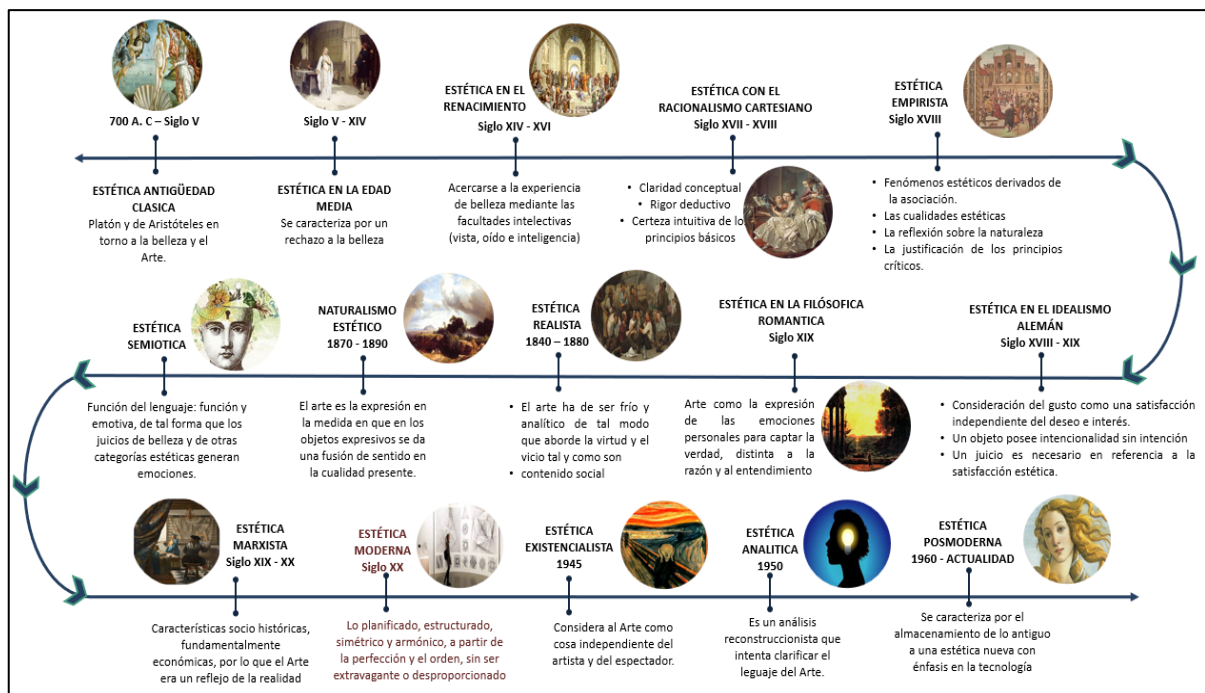 700 A. C – Siglo V
ESTÉTICA ANTIGÜEDAD
CLASICA
Platón y de Aristóteles en
torno a la belleza y el
Arte.
Siglo V - XIV
ESTÉTICA EN LA EDAD
MEDIA
Se caracteriza por un
rechazo a la belleza
ESTÉTICA EN EL
RENACIMIENTO
Siglo XIV - XVI
Acercarse a la experiencia
de belleza mediante las
facultades intelectivas
(vista, oído e inteligencia)
ESTÉTICA CON EL
RACIONALISMO CARTESIANO
Siglo XVII - XVIII
• Claridad conceptual
• Rigor deductivo
• Certeza intuitiva de lo
principios básicos
ESTÉTICA
EMPIRISTA
Siglo XVIII
• Fenómenos estéticos derivados de
la asociación.
• Las cualidades estéticas
• La reflexión sobre la naturaleza
• La justificación de los principios
críticos.
ESTÉTICA
SEMIOTICA
Función del lenguaje: función y
emotiva, de tal forma que los
juicios de belleza y de otras
categorías estéticas generan
emociones.
NATURALISMO
ESTÉTICO
1870 - 1890
El arte es la expresión en
la medida en que en los
objetos expresivos se da
una fusión de sentido en
la cualidad presente.
ESTÉTICA
REALISTA
1840 – 1880
• El arte ha de ser frío y
analítico de tal modo
que aborde la virtud y el
vicio tal y como son
• contenido social
ESTÉTICA EN LA FILÓSOFICA
ROMANTICA
Siglo XIX
Arte como la expresión
de las emociones
personales para captar la
verdad, distinta a la
razón y al entendimiento
ESTÉTICA EN EL IDEALISMO
ALEMÁN
Siglo XVIII - XIX
• Consideración del gusto como una satisfacción
independiente del deseo e interés.
• Un objeto posee intencionalidad sin intención
• Un juicio es necesario en referencia a la
satisfacción estética.
ESTÉTICA
MARXISTA
Siglo XIX - XX
Características socio históricas,
fundamentalmente
económicas, por lo que el Arte
era un reflejo de la realidad
ESTÉTICA
MODERNA
Siglo XX
Lo planificado, estructurado,
simétrico y armónico, a partir de
la perfección y el orden, sin ser
extravagante o desproporcionado
ESTÉTICA
EXISTENCIALISTA
1945
Considera al Arte como
cosa independiente del
artista y del espectador.
ESTÉTICA
ANALITICA
1950
Es un análisis
reconstruccionista que
intenta clarificar el
leguaje del Arte.
ESTÉTICA
POSMODERNA
1960 - ACTUALIDAD
Se caracteriza por el
almacenamiento de lo antiguo
a una estética nueva con
énfasis en la tecnología